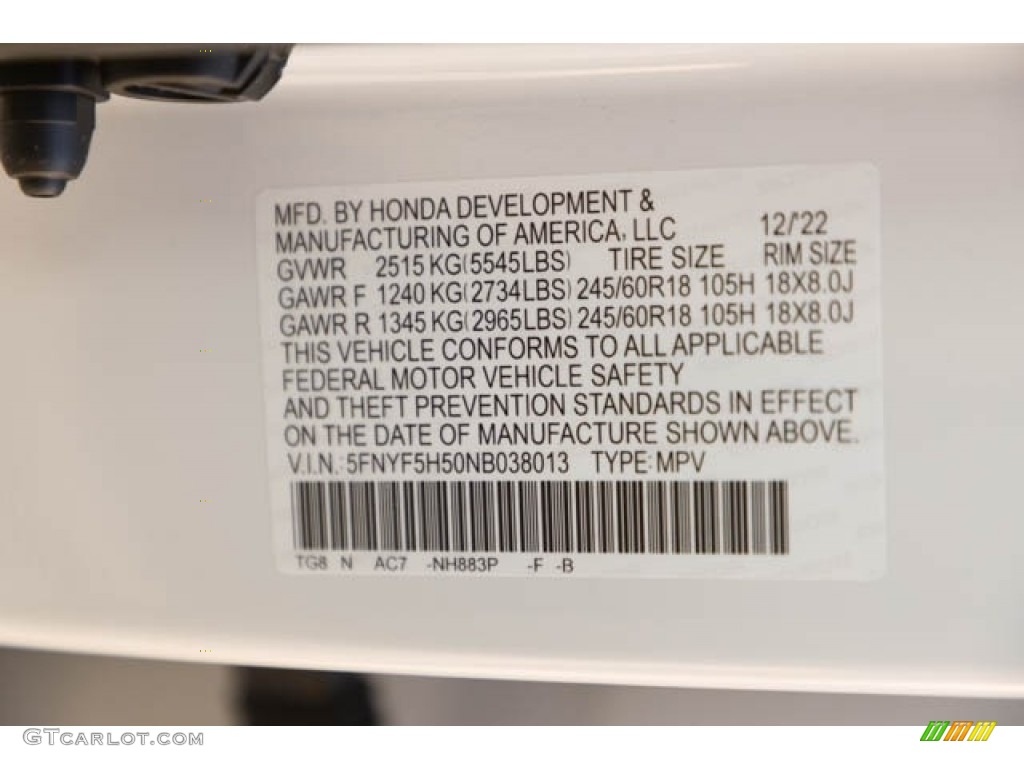 MFD. BY HONDA DEVELOPMENT &
MANUFACTURING OF AMERICA, LLC 12/'22
GVWR 2515 KG(5545LBS) TIRE SIZE RIM SIZE
GAWR F 1240 KG(2734LBS) 245/60R18 105H 18X8.0J
GAWR R 1345 KG(2965LBS) 245/60R18 105H 18X8.0J
THIS VEHICLE CONFORMS TO ALL APPLICABLE
FEDERAL MOTOR VEHICLE SAFETY
AND THEFT PREVENTION STANDARDS IN EFFECT
ON THE DATE OF MANUFACTURE SHOWN ABOVE.
V.I.N.: 5FNYF5H50NB038013 TYPE: MPV
TG8 N AC7 -NH883P -F -B
GTCARLOT.COM